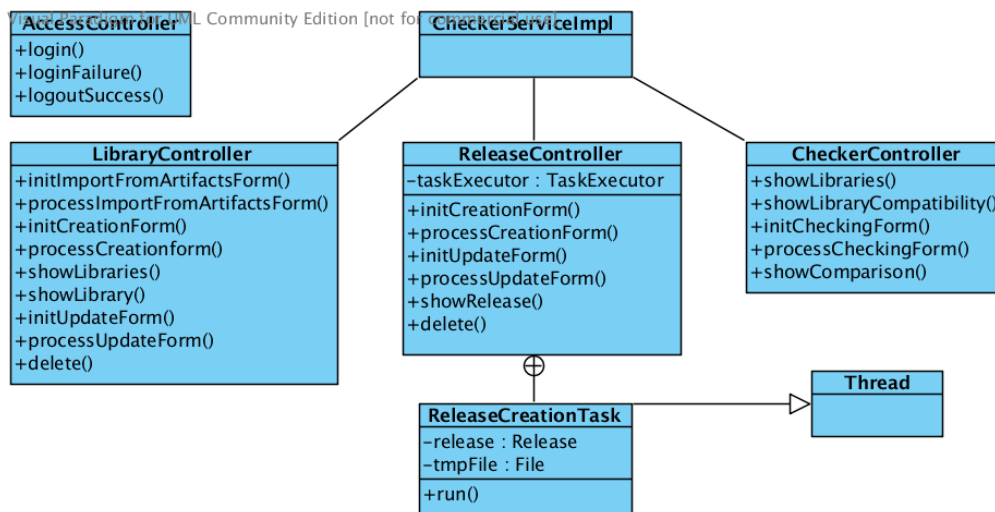 Visual Paradigm for UML Community Edition [not for commercial use]
AccessController
+login()
+loginFailure()
+logoutSuccess()
CheckerServiceImpl
LibraryController
+initImportFromArtifactsForm()
+processImportFromArtifactsForm()
+initCreationForm()
+processCreationform()
+showLibraries()
+showLibrary()
+initUpdateForm()
+processUpdateForm()
+delete()
ReleaseController
-taskExecutor : TaskExecutor
+initCreationForm()
+processCreationForm()
+initUpdateForm()
+processUpdateForm()
+showRelease()
+delete()
CheckerController
+showLibraries()
+showLibraryCompatibility()
+initCheckingForm()
+processCheckingForm()
+showComparison()
ReleaseCreationTask
-release : Release
-tmpFile : File
+run()
Thread